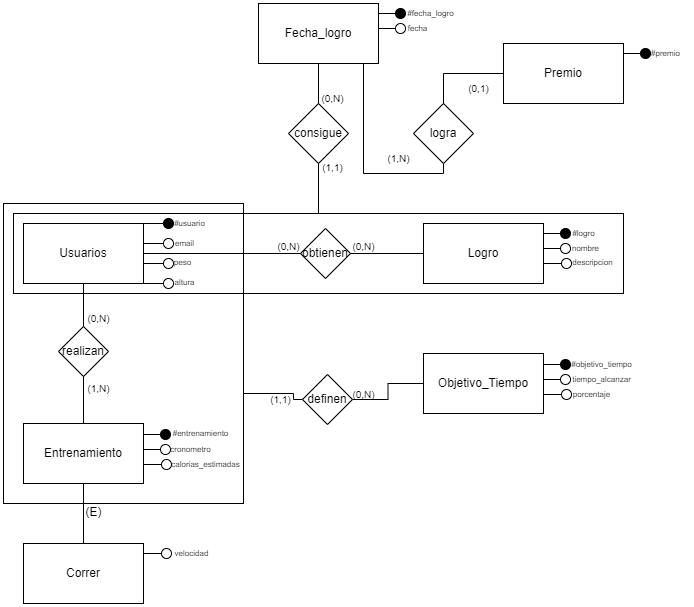 #fecha_logro
fecha
Fecha_logro
Premio
#premio
(0,1)
(0,N)
consigue
logra
(1,N)
(1,1)
#usuario
email
peso
altura
Usuarios
(0,N)
obtienen
(0,N)
Logro
#logro
nombre
descripcion
(0,N)
realizan
(1,N)
#objetivo_tiempo
tiempo_alcanzar
porcentaje
Objetivo_Tiempo
(1,1)
definen
(0,N)
Entrenamiento
#entrenamiento
cronometro
calorias_estimadas
(E)
Correr
velocidad